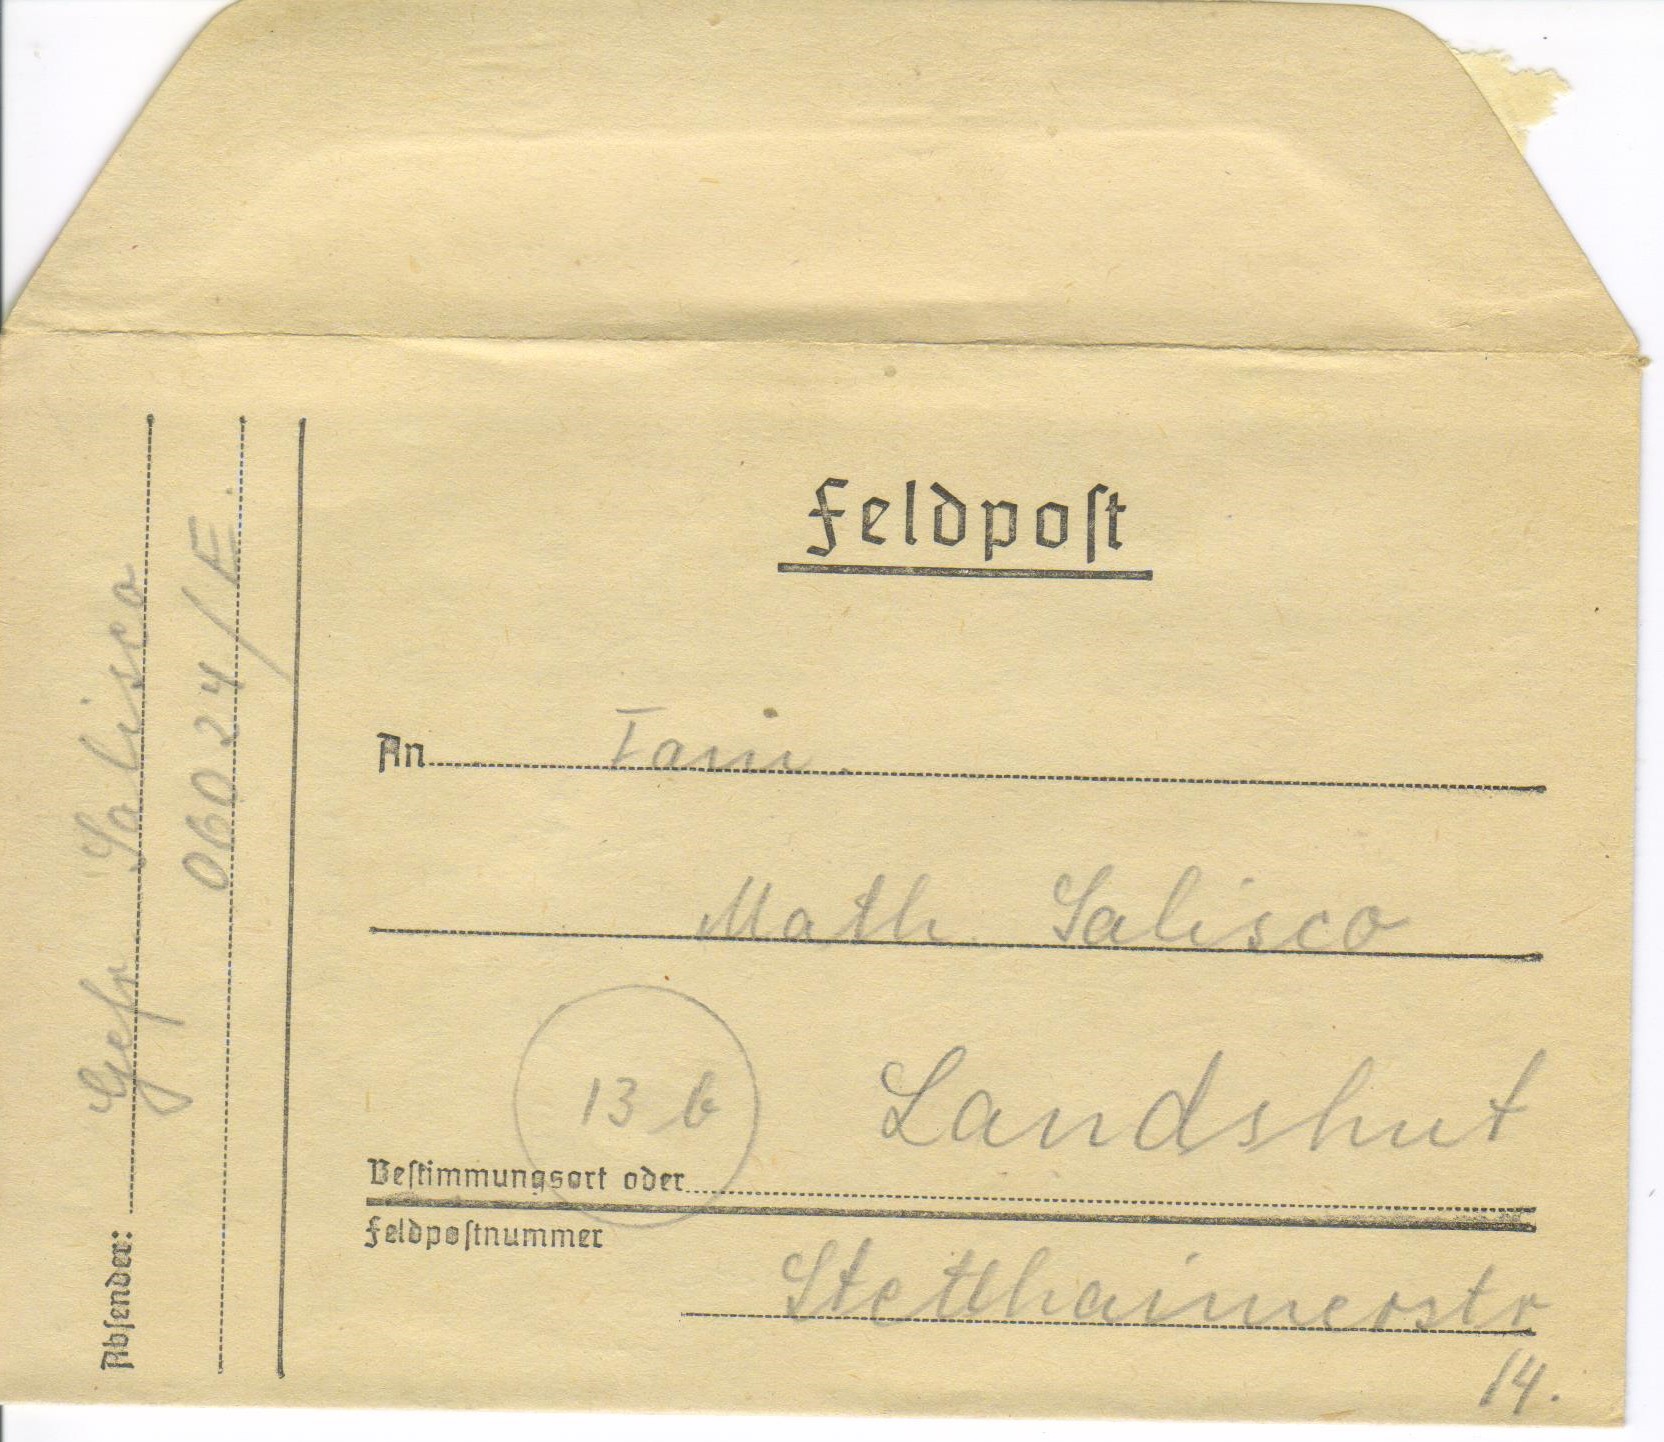 Feldpost
An Fam.
Math. Salisco
13 b Landshut
Bestimmungsort oder
Feldpostnummer
Stetthaimerstr
14.
Absender: Gefr Salisco
06024/E.